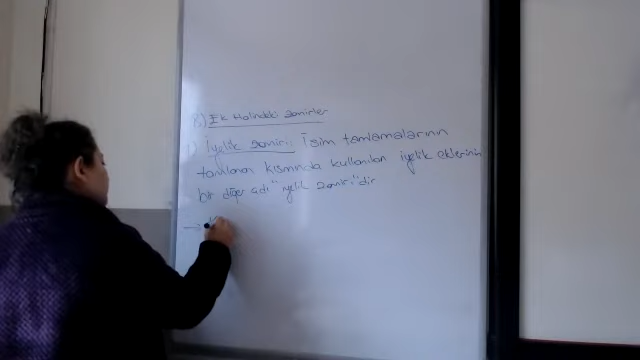 B) Ek Halindeki Zamirler
1) İyelik zamiri: İsim tamlamalarının
tamlanan kısmında kullanılan iyelik eklerinin
bir diğer adı "iyelik zamiri" dir
→